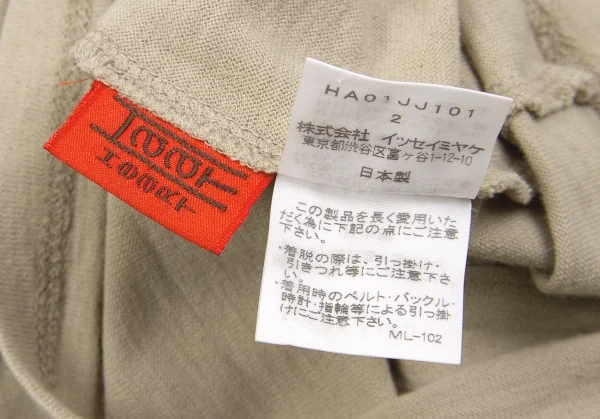 HaaT
HƏƏRT
HA01JJ101
2
株式会社 イッセイミヤケ
東京都渋谷区富ヶ谷1-12-10
日本製
この製品を長く愛用いた
だく為に下記の点にご注意
下さい。
・着脱の際は、引っ掛け・
引きつれ等にご注意下さ
い。
・着用時のベルト・バックル・
時計・指輪等による引っ掛
けにご注意下さい。
ML-102